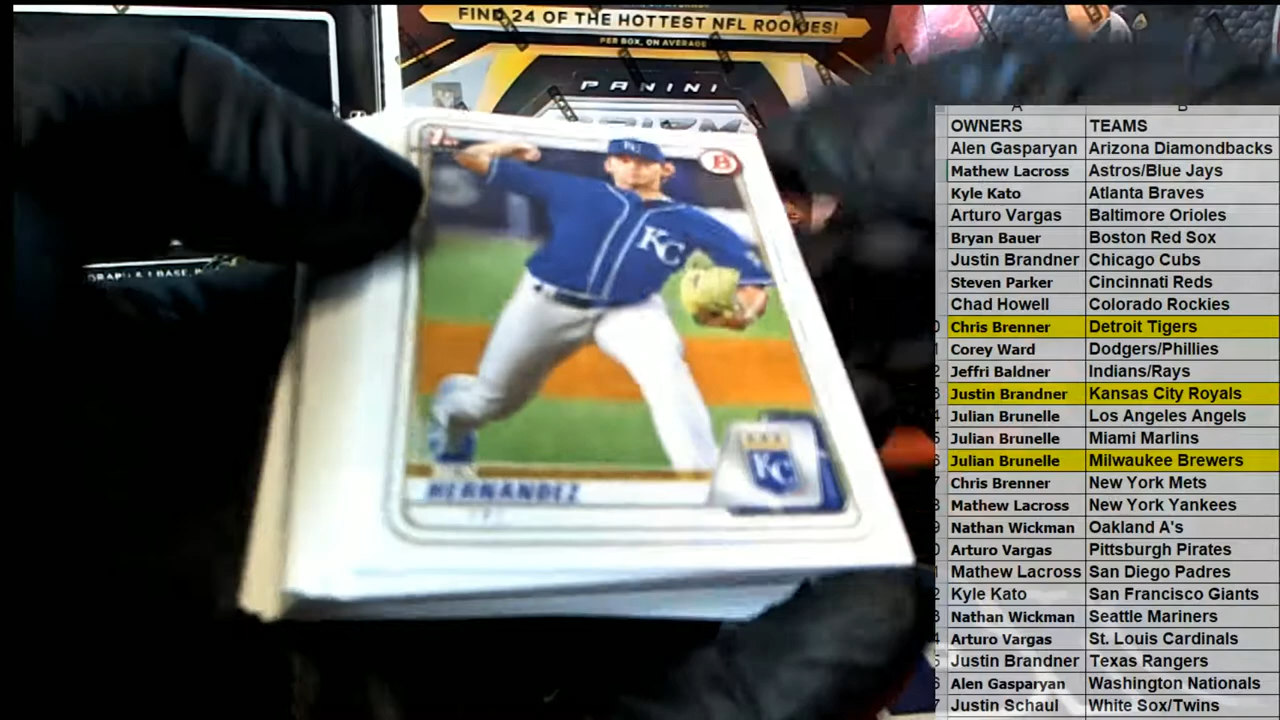 FIND 24 OF THE HOTTEST NFL ROOKIES!
PER BOX, ON AVERAGE
PANINI
PRIZM
1st
B
KC
KC
KC
HERNANDEZ
A B
OWNERS TEAMS
Alen Gasparyan Arizona Diamondbacks
Mathew Lacross Astros/Blue Jays
Kyle Kato Atlanta Braves
Arturo Vargas Baltimore Orioles
Bryan Bauer Boston Red Sox
Justin Brandner Chicago Cubs
Steven Parker Cincinnati Reds
Chad Howell Colorado Rockies
Chris Brenner Detroit Tigers
Corey Ward Dodgers/Phillies
Jeffri Baldner Indians/Rays
Justin Brandner Kansas City Royals
Julian Brunelle Los Angeles Angels
Julian Brunelle Miami Marlins
Julian Brunelle Milwaukee Brewers
Chris Brenner New York Mets
Mathew Lacross New York Yankees
Nathan Wickman Oakland A's
Arturo Vargas Pittsburgh Pirates
Mathew Lacross San Diego Padres
Kyle Kato San Francisco Giants
Nathan Wickman Seattle Mariners
Arturo Vargas St. Louis Cardinals
Justin Brandner Texas Rangers
Alen Gasparyan Washington Nationals
Justin Schaul White Sox/Twins